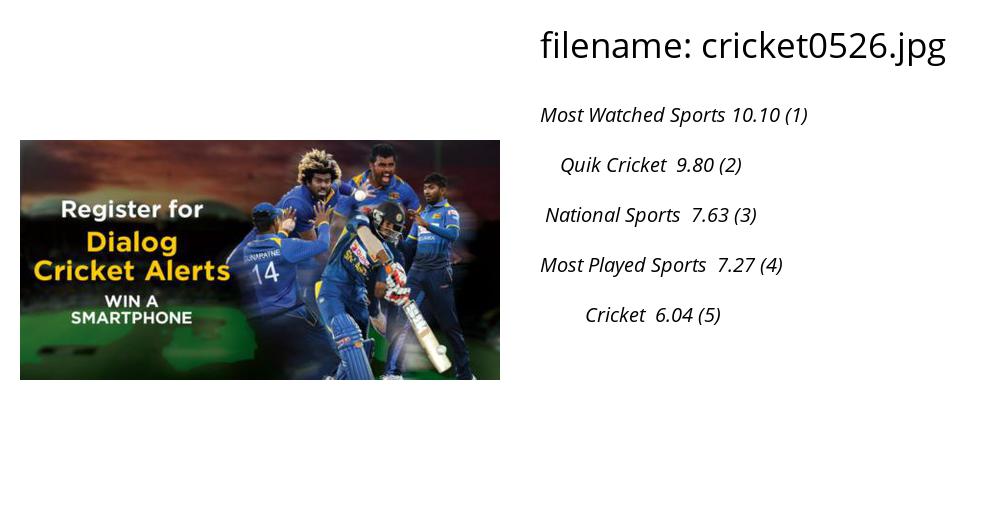 filename: cricket0526.jpg
Most Watched Sports 10.10 (1)
Quik Cricket 9.80 (2)
National Sports 7.63 (3)
Most Played Sports 7.27 (4)
Cricket 6.04 (5)
Register for
Dialog
Cricket Alerts
WIN A
SMARTPHONE
14